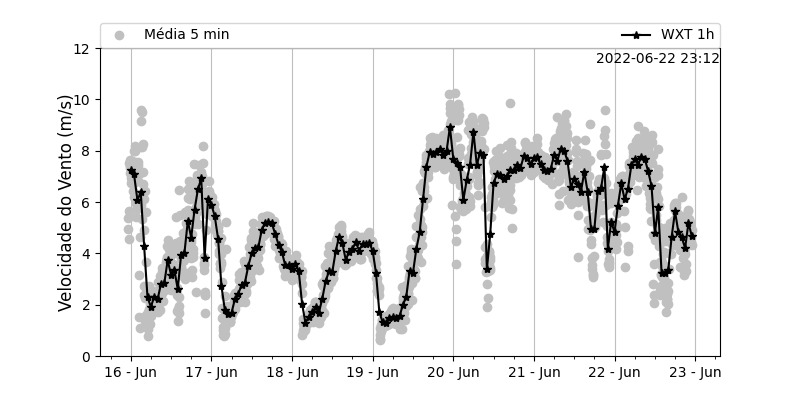 Média 5 min
WXT 1h
2022-06-22 23:12
Velocidade do Vento (m/s)
12
10
8
6
4
2
0
16 - Jun
17 - Jun
18 - Jun
19 - Jun
20 - Jun
21 - Jun
22 - Jun
23 - Jun